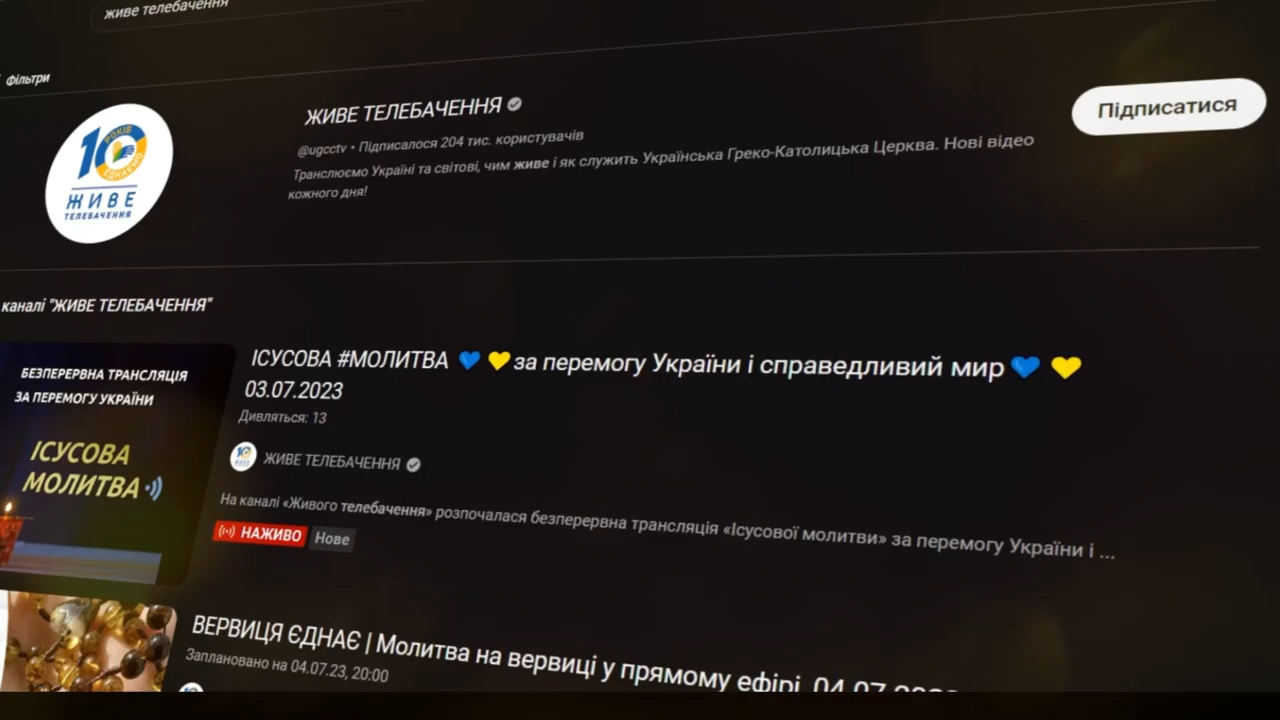 живе телебачення
Фільтри
10
РОКІВ
ЄДНАЄМО
ЖИВЕ
ТЕЛЕБАЧЕННЯ
ЖИВЕ ТЕЛЕБАЧЕННЯ
@ugcctv • Підписалося 204 тис. користувачів
Транслюємо Україні та світові, чим живе і як служить Українська Греко-Католицька Церква. Нові відео
кожного дня!
Підписатися
каналі "ЖИВЕ ТЕЛЕБАЧЕННЯ"
БЕЗПЕРЕРВНА ТРАНСЛЯЦІЯ
ЗА ПЕРЕМОГУ УКРАЇНИ
ІСУСОВА
МОЛИТВА
ІСУСОВА #МОЛИТВА 💙 💛за перемогу України і справедливий мир💙 💛
03.07.2023
Дивляться: 13
ЖИВЕ ТЕЛЕБАЧЕННЯ
На каналі «Живого телебачення» розпочалася безперервна трансляція «Ісусової молитви» за перемогу України і ...
НАЖИВО Нове
ВЕРВИЦЯ ЄДНАЄ | Молитва на вервиці у прямому ефірі, 04.07.2023
Заплановано на 04.07.23, 20:00